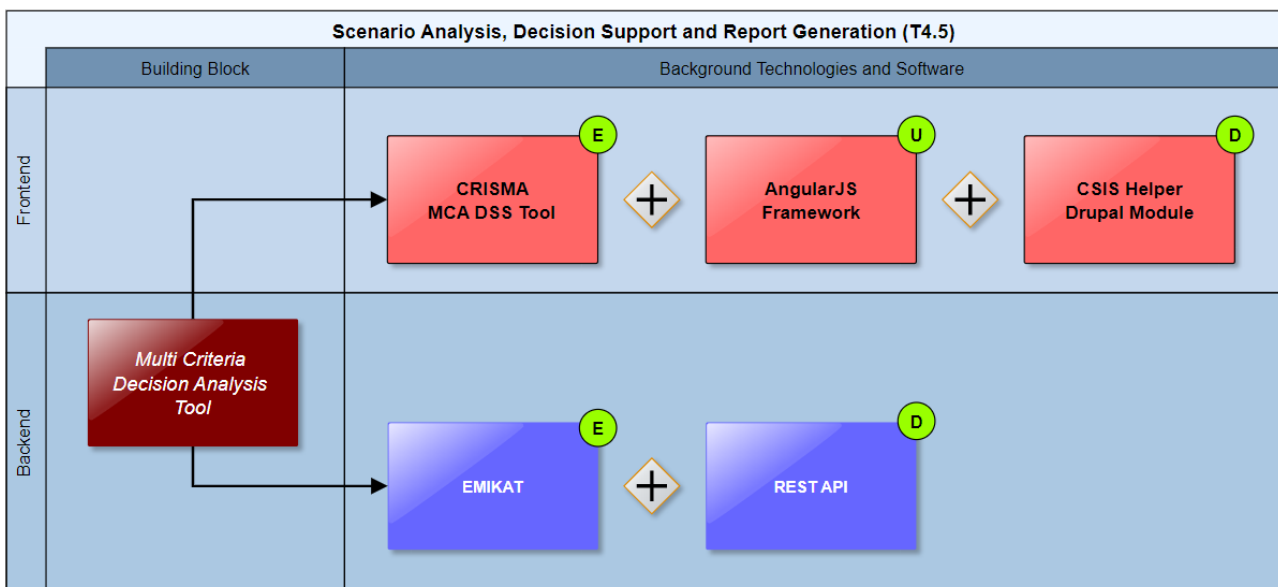 Scenario Analysis, Decision Support and Report Generation (T4.5)
Building Block
Background Technologies and Software
Frontend
E
CRISMA
MCA DSS Tool
U
AngularJS
Framework
D
CSIS Helper
Drupal Module
Backend
Multi Criteria
Decision Analysis
Tool
E
EMIKAT
D
REST API